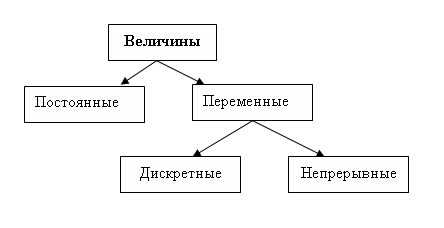 Величины
Постоянные
Переменные
Дискретные
Непрерывные